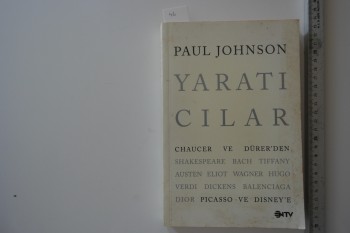 PAUL JOHNSON
YARATI
CILAR
CHAUCER VE DÜRER'DEN
SHAKESPEARE BACH TIFFANY
AUSTEN ELIOT WAGNER HUGO
VERDI DICKENS BALENCIAGA
DIOR PICASSO VE DISNEY'E
NTV